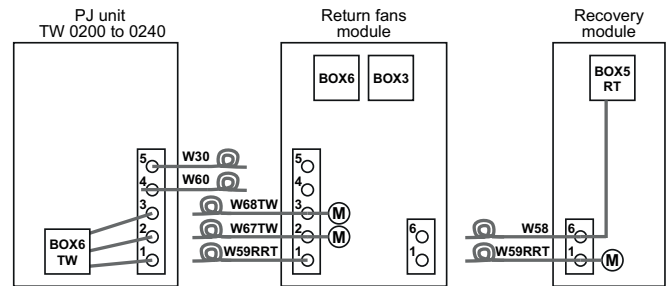 PJ unit
TW 0200 to 0240
Return fans
module
Recovery
module
BOX6
BOX3
BOX5
RT
5
4
3
2
1
W30
W60
BOX6
TW
5
4
3
2
1
W68TW
M
W67TW
M
W59RRT
6
1
W58
6
W59RRT
1
M